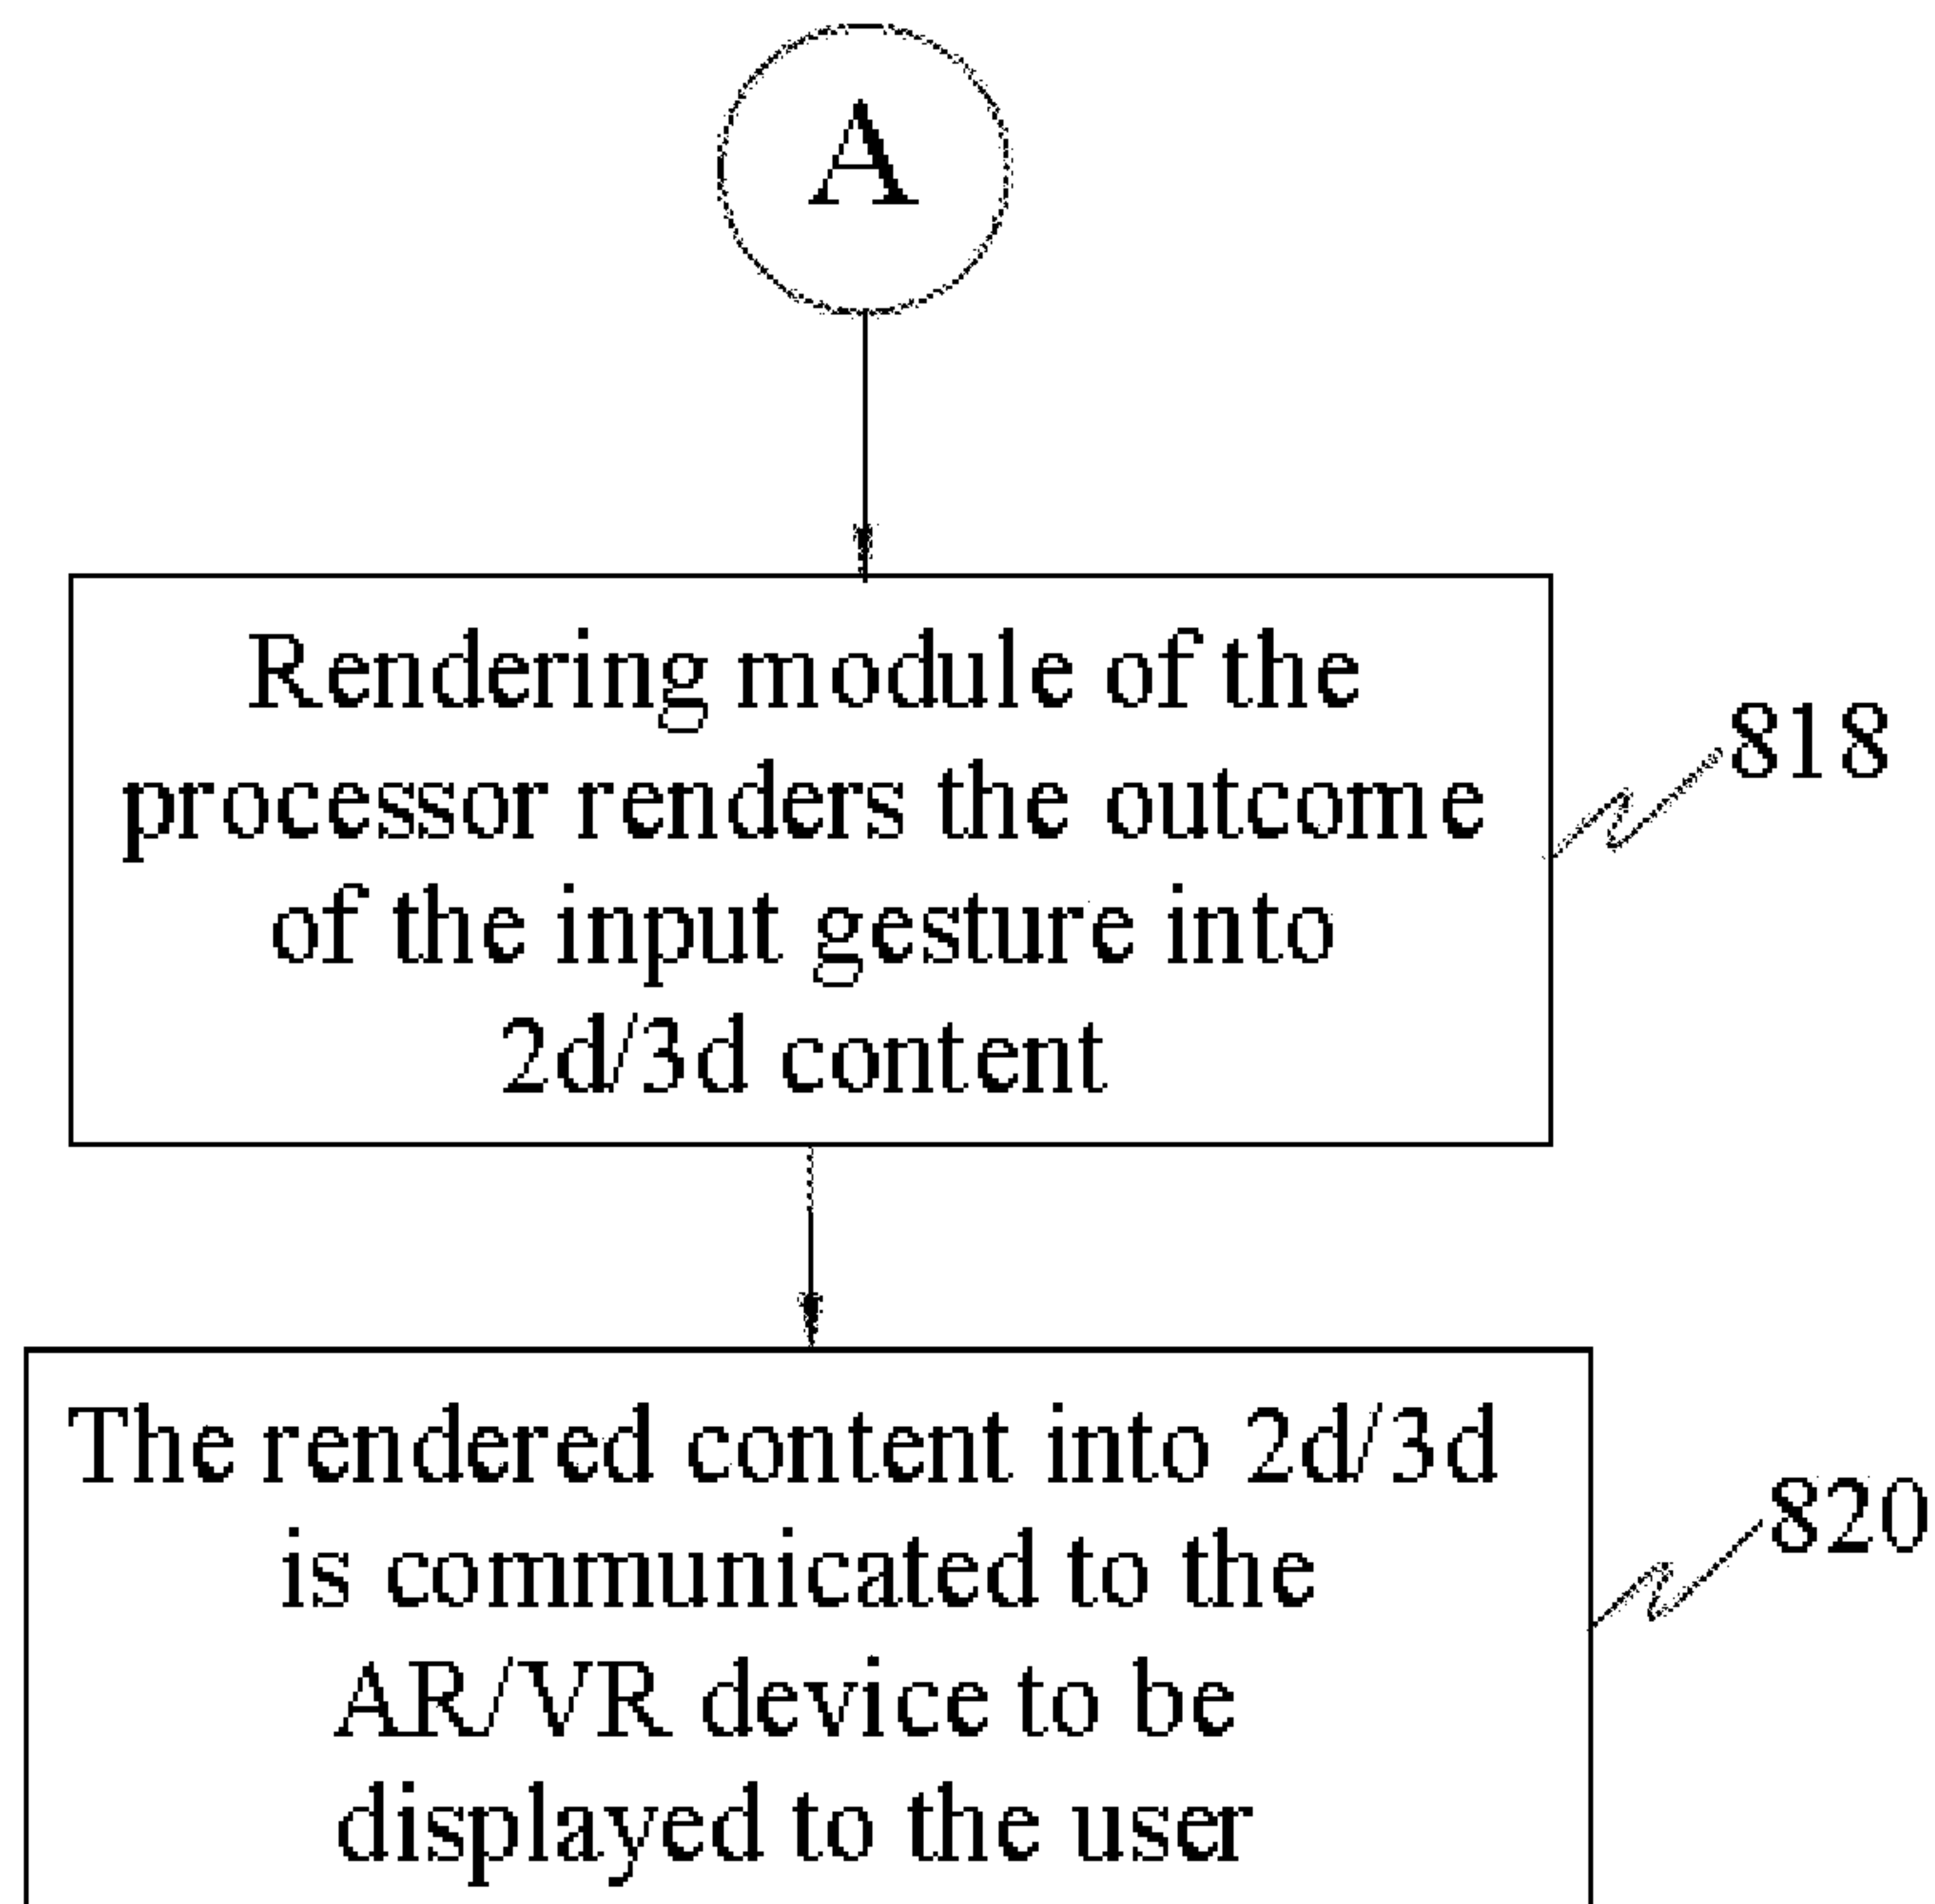 A
Rendering module of the
processor renders the outcome
of the input gesture into
2d/3d content
818
The rendered content into 2d/3d
is communicated to the
AR/VR device to be
displayed to the user
820